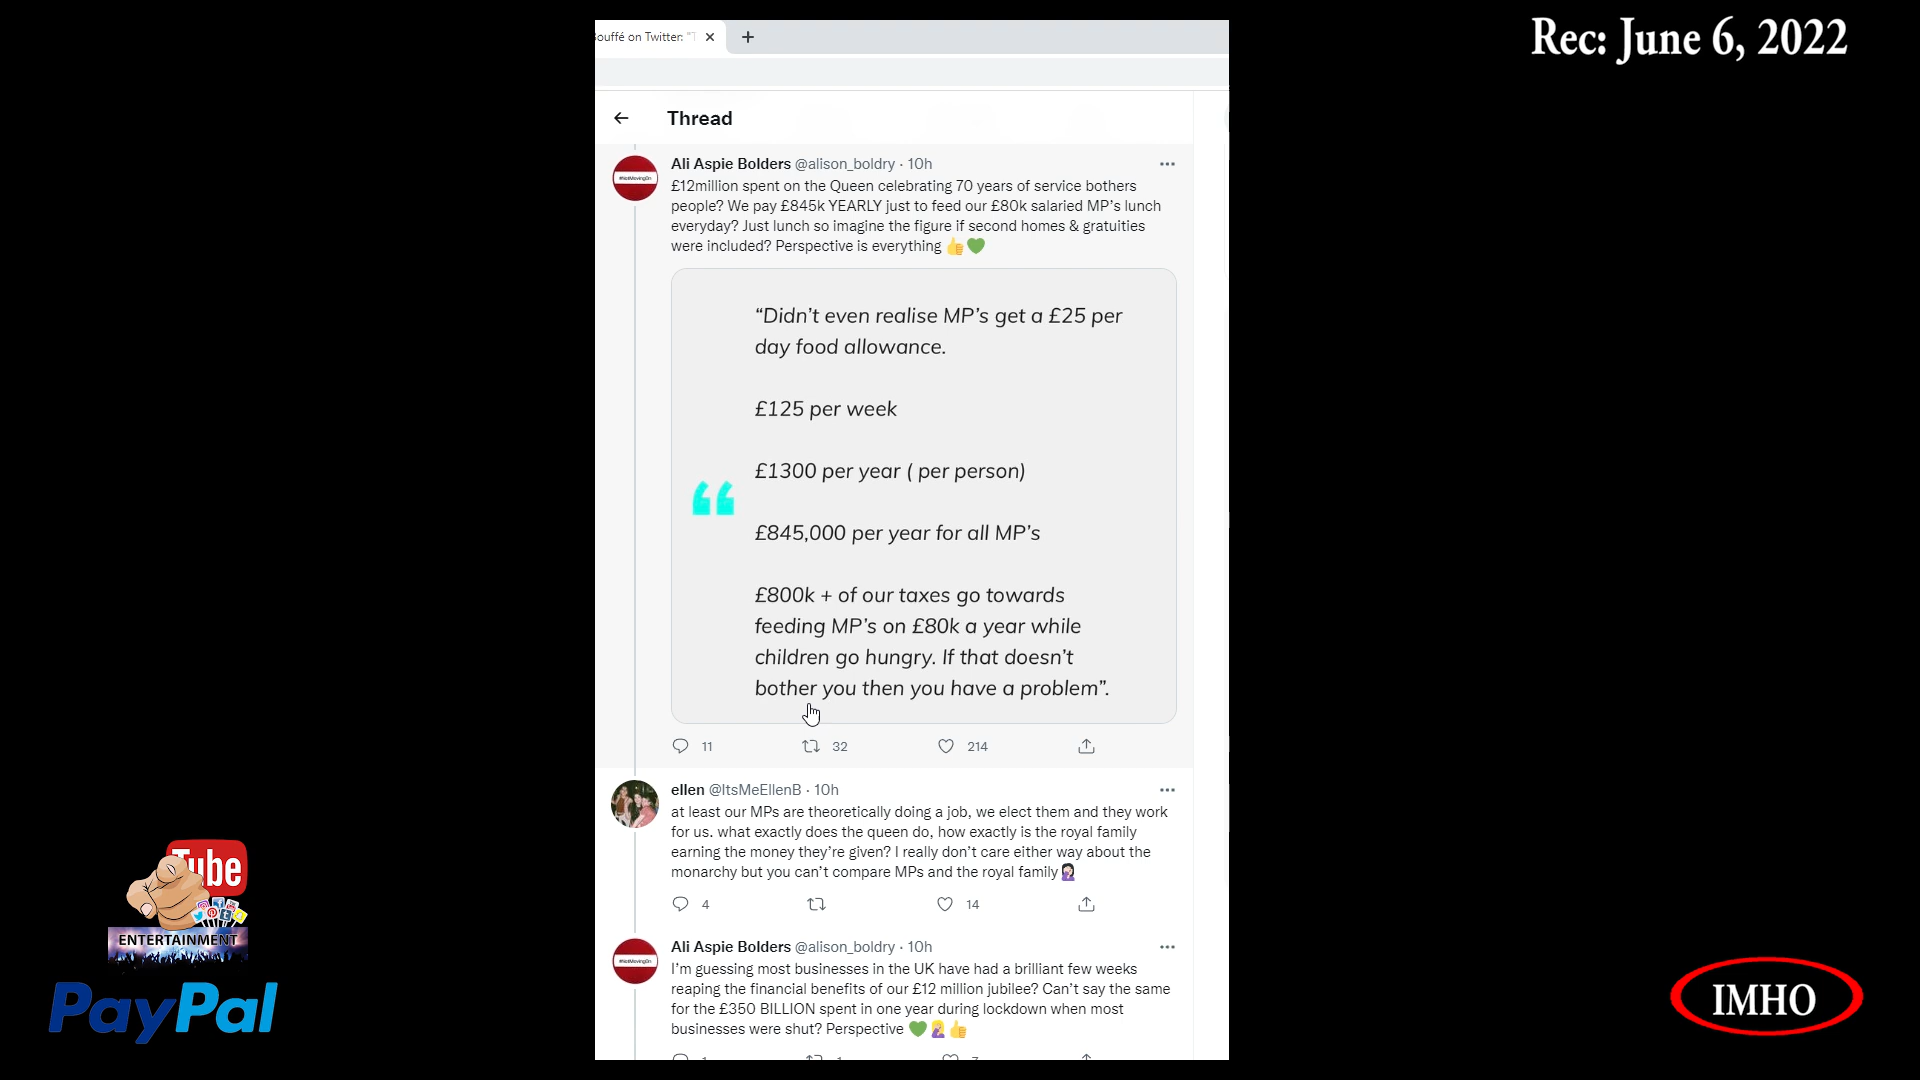 Rec: June 6, 2022
Souffé on Twitter: "T
Thread
Ali Aspie Bolders @alison_boldry · 10h
£12million spent on the Queen celebrating 70 years of service bothers
people? We pay £845k YEARLY just to feed our £80k salaried MP's lunch
everyday? Just lunch so imagine the figure if second homes & gratuities
were included? Perspective is everything 👍💚
#NotMovingOn
“Didn't even realise MP's get a £25 per
day food allowance.
£125 per week
£1300 per year ( per person)
£845,000 per year for all MP's
£800k + of our taxes go towards
feeding MP's on £80k a year while
children go hungry. If that doesn't
bother you then you have a problem”.
11 32 214
ellen @ItsMeEllenB · 10h
at least our MPs are theoretically doing a job, we elect them and they work
for us. what exactly does the queen do, how exactly is the royal family
earning the money they're given? I really don't care either way about the
monarchy but you can't compare MPs and the royal family 🤦🏻‍♀️
4 14
Ali Aspie Bolders @alison_boldry · 10h
#NotMovingOn
I'm guessing most businesses in the UK have had a brilliant few weeks
reaping the financial benefits of our £12 million jubilee? Can't say the same
for the £350 BILLION spent in one year during lockdown when most
businesses were shut? Perspective 💚🤦🏼‍♀️👍
Tube
ENTERTAINMENT
PayPal
IMHO